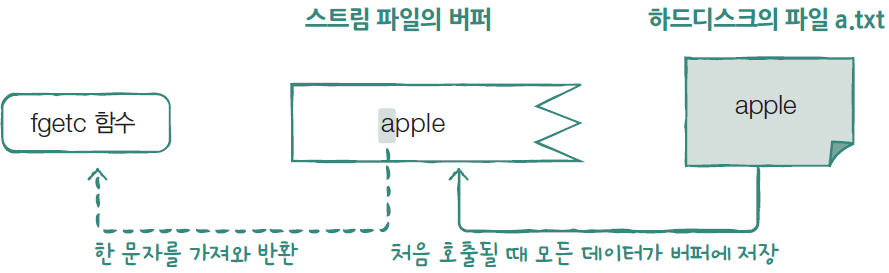 스트림 파일의 버퍼
하드디스크의 파일 a.txt
fgetc 함수
apple
apple
한 문자를 가져와 반환
처음 호출될 때 모든 데이터가 버퍼에 저장